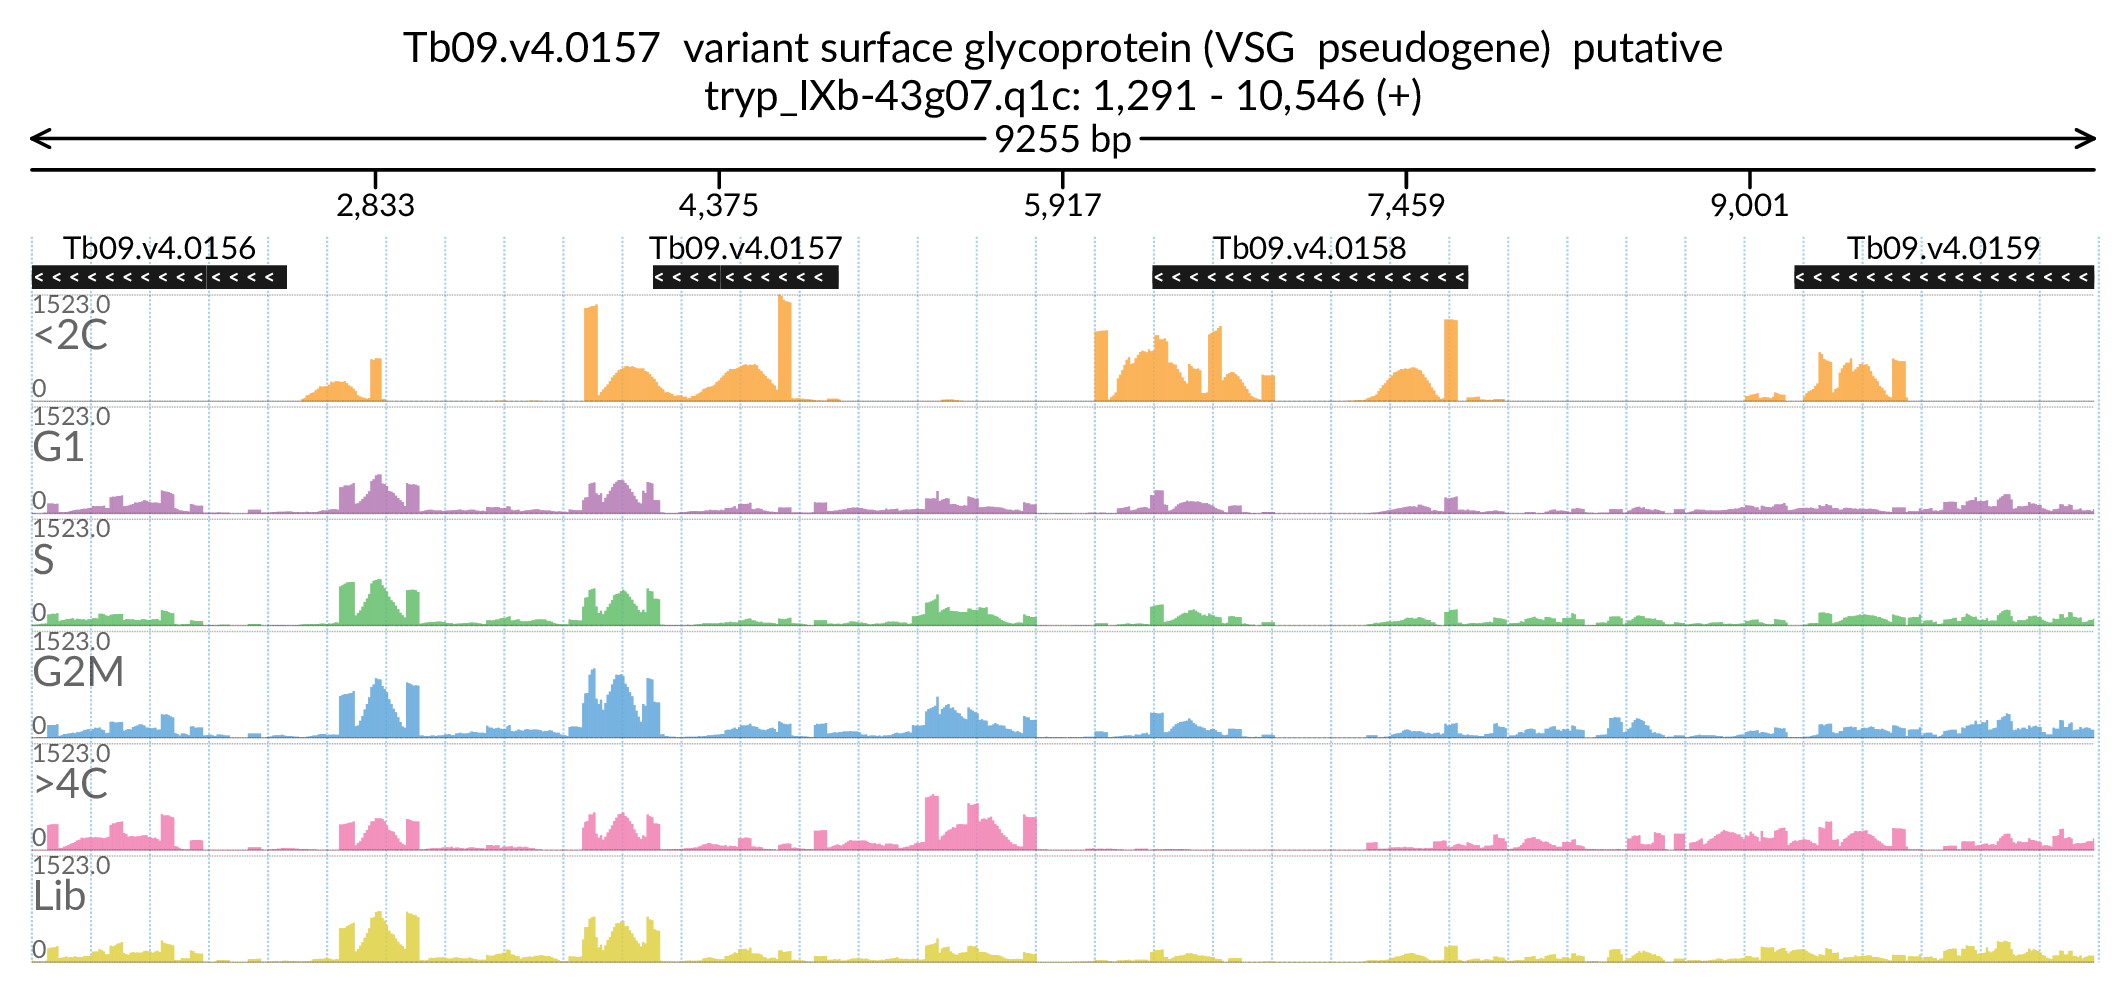 Tb09.v4.0157  variant surface glycoprotein (VSG  pseudogene)  putative
tryp_IXb-43g07.q1c: 1,291 - 10,546 (+)
9255 bp
2,833 4,375 5,917 7,459 9,001
Tb09.v4.0156 Tb09.v4.0157 Tb09.v4.0158 Tb09.v4.0159
1523.0
<2C
0
1523.0
G1
0
1523.0
S
0
1523.0
G2M
0
1523.0
>4C
0
1523.0
Lib
0